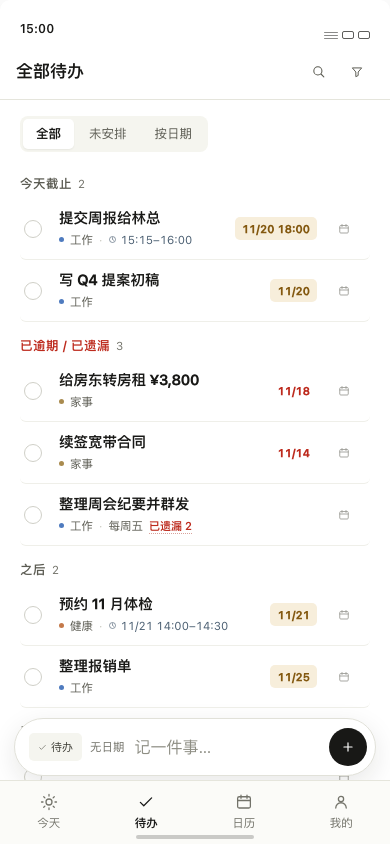 15:00
全部待办
全部 未安排 按日期
今天截止 2
提交周报给林总
11/20 18:00
工作 · 15:15–16:00
写 Q4 提案初稿
11/20
工作
已逾期 / 已遗漏 3
给房东转房租 ¥3,800
11/18
家事
续签宽带合同
11/14
家事
整理周会纪要并群发
工作 · 每周五 已遗漏 2
之后 2
预约 11 月体检
11/21
健康 · 11/21 14:00–14:30
整理报销单
11/25
工作
待办 无日期 记一件事…
今天 待办 日历 我的